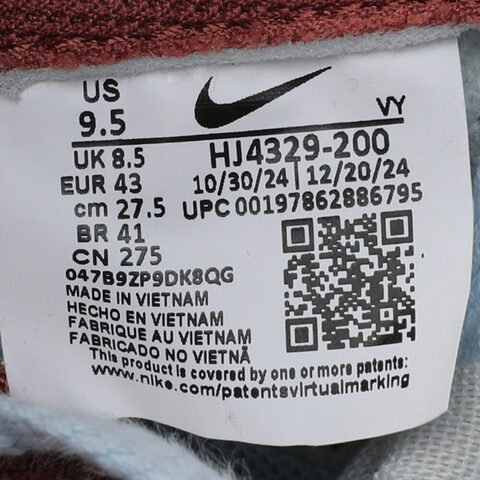 US
9.5
VY
UK 8.5
HJ4329-200
EUR 43
10/30/24 | 12/20/24
cm 27.5
UPC 00197862886795
BR 41
CN 275
047B9ZP9DK8QG
MADE IN VIETNAM
HECHO EN VIETNAM
FABRIQUE AU VIETNAM
FABRICADO NO VIETNÃ
This product is covered by one or more patents:
www.nike.com/patentsvirtualmarking